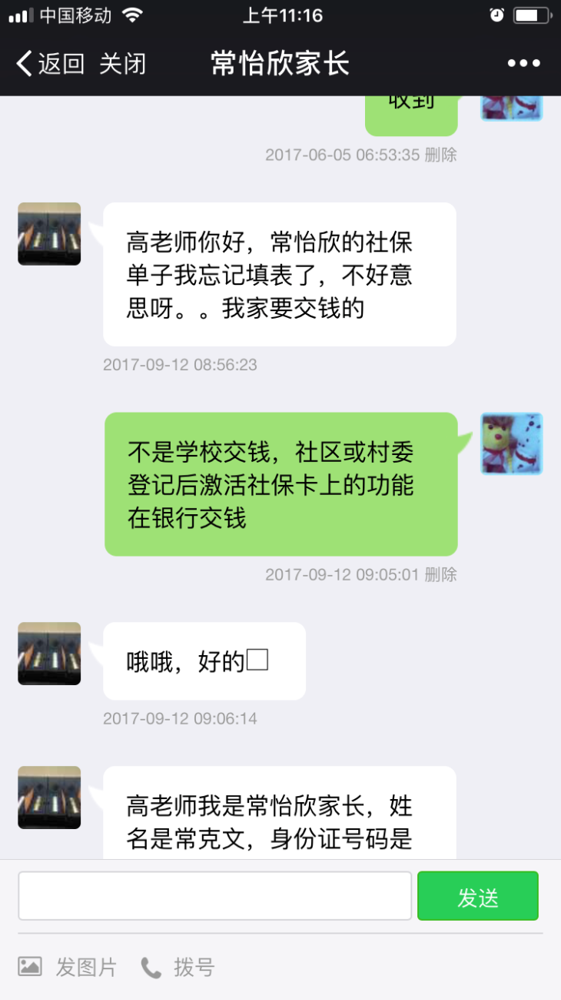 中国移动 上午11:16
返回 关闭 常怡欣家长
收到
2017-06-05 06:53:35 删除
高老师你好，常怡欣的社保
单子我忘记填表了，不好意
思呀。。我家要交钱的
2017-09-12 08:56:23
不是学校交钱，社区或村委
登记后激活社保卡上的功能
在银行交钱
2017-09-12 09:05:01 删除
哦哦，好的□
2017-09-12 09:06:14
高老师我是常怡欣家长，姓
名是常克文，身份证号码是
发送
发图片 拨号